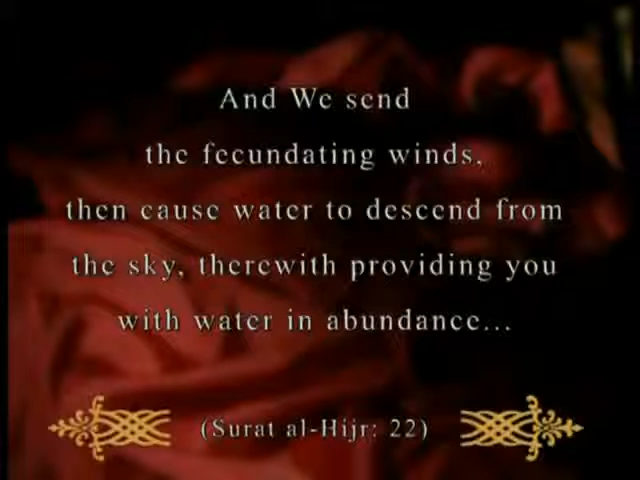 And We send
the fecundating winds,
then cause water to descend from
the sky, therewith providing you
with water in abundance...
(Surat al-Hijr: 22)